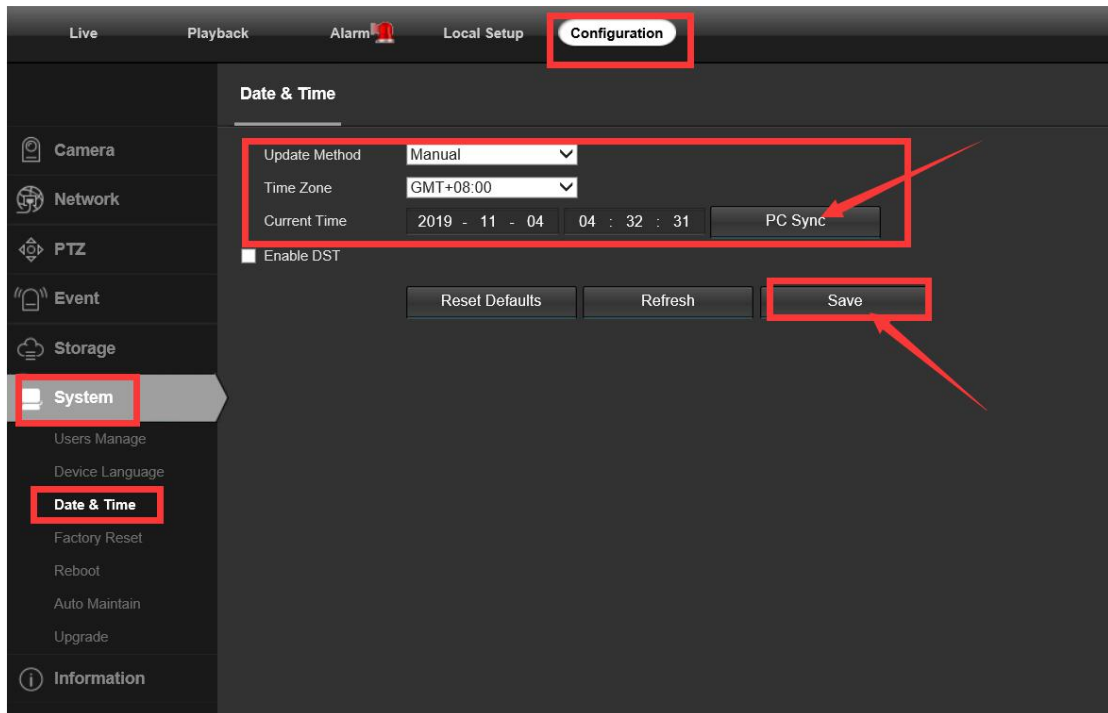 Live Playback Alarm Local Setup Configuration
Date & Time
Camera
Network
PTZ
Event
Storage
System
Users Manage
Device Language
Date & Time
Factory Reset
Reboot
Auto Maintain
Upgrade
Information
Update Method Manual
Time Zone GMT+08:00
Current Time 2019 - 11 - 04 04 : 32 : 31 PC Sync
Enable DST
Reset Defaults Refresh Save